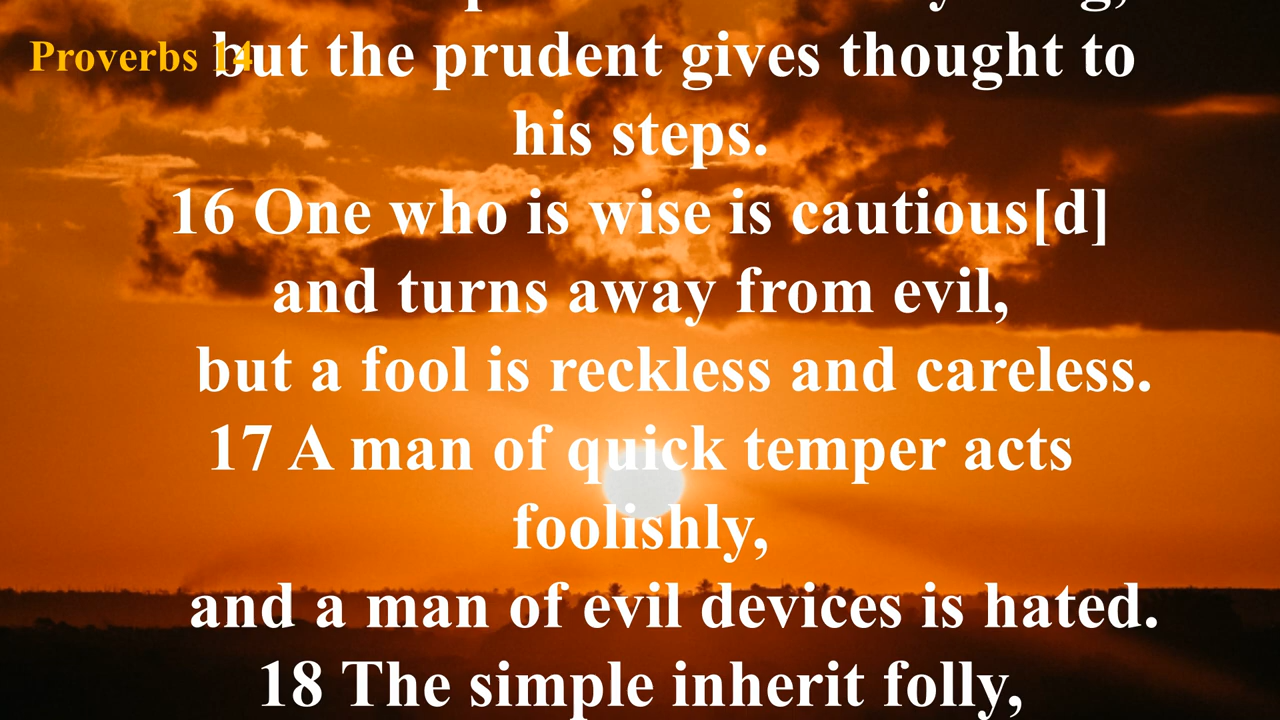 Proverbs 14
but the prudent gives thought to
his steps.
16 One who is wise is cautious[d]
and turns away from evil,
but a fool is reckless and careless.
17 A man of quick temper acts
foolishly,
and a man of evil devices is hated.
18 The simple inherit folly,